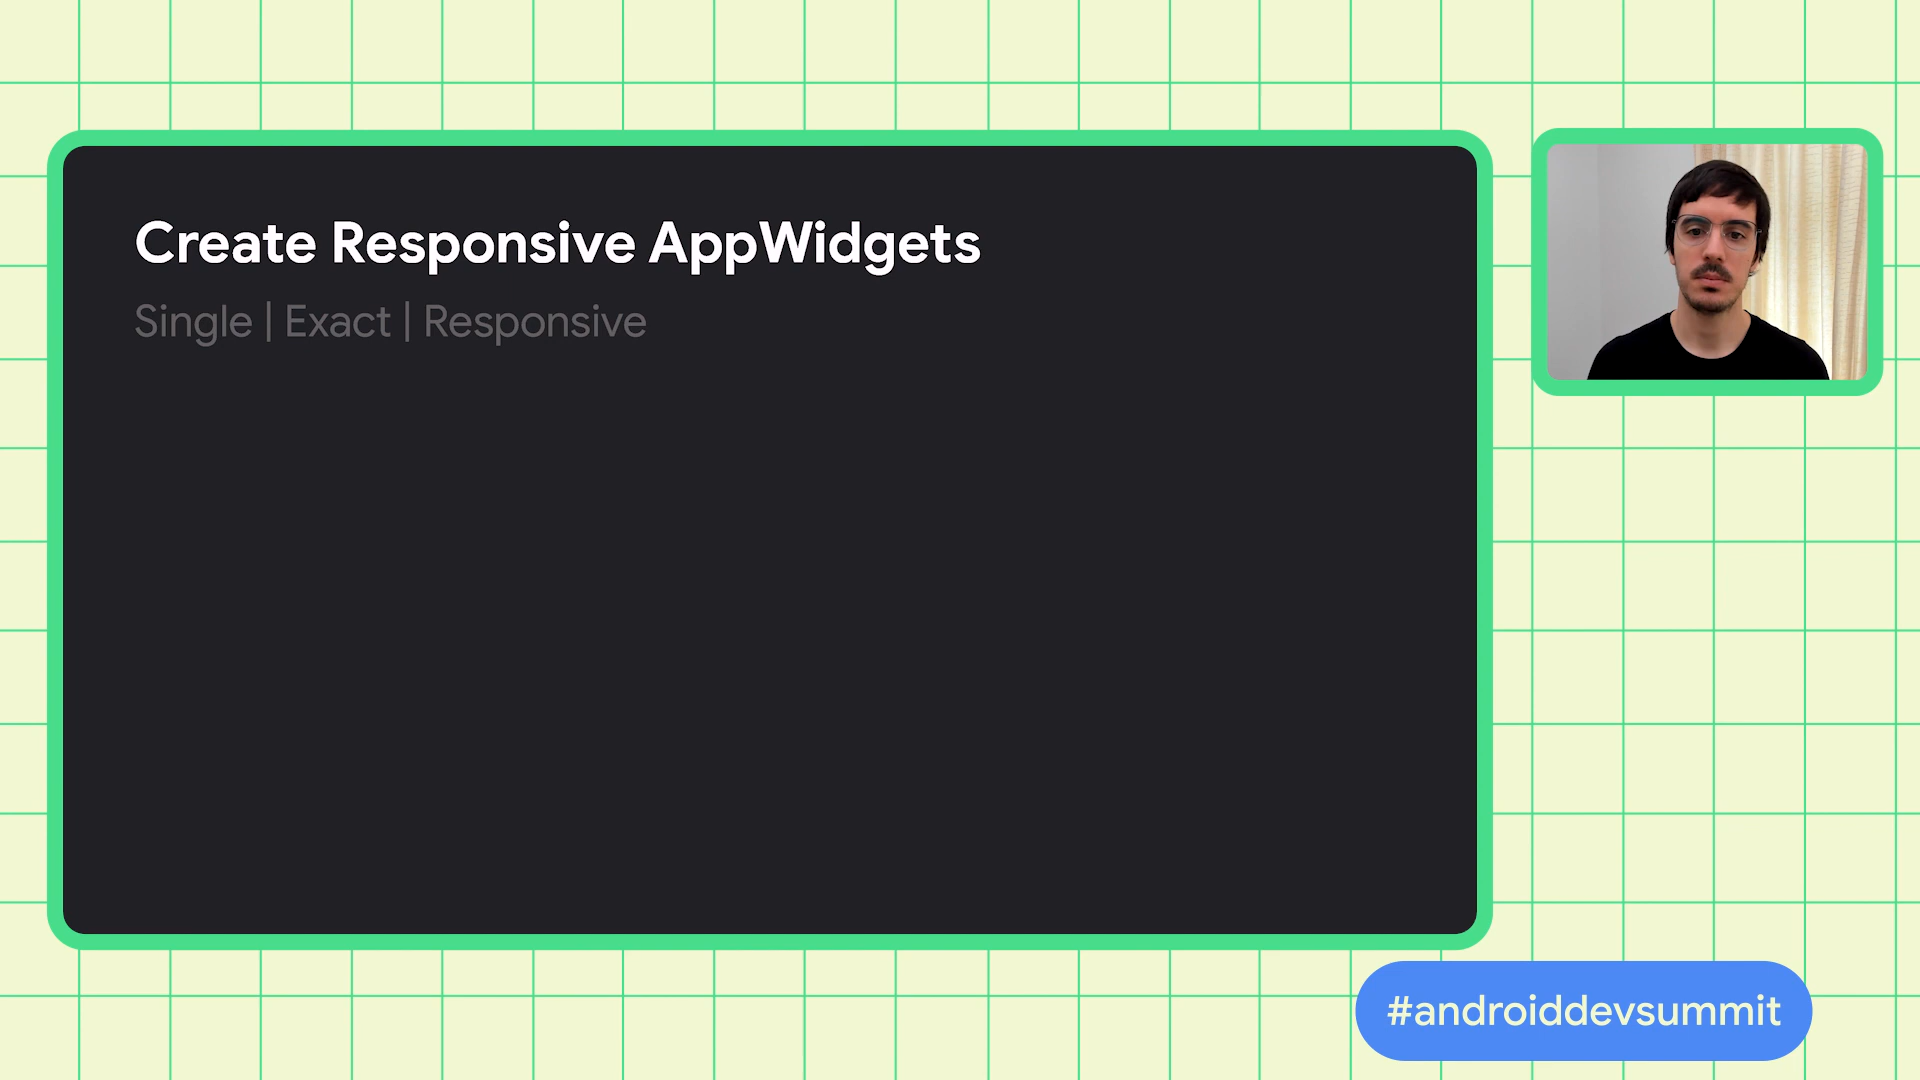 Create Responsive AppWidgets
Single | Exact | Responsive
#androiddevsummit